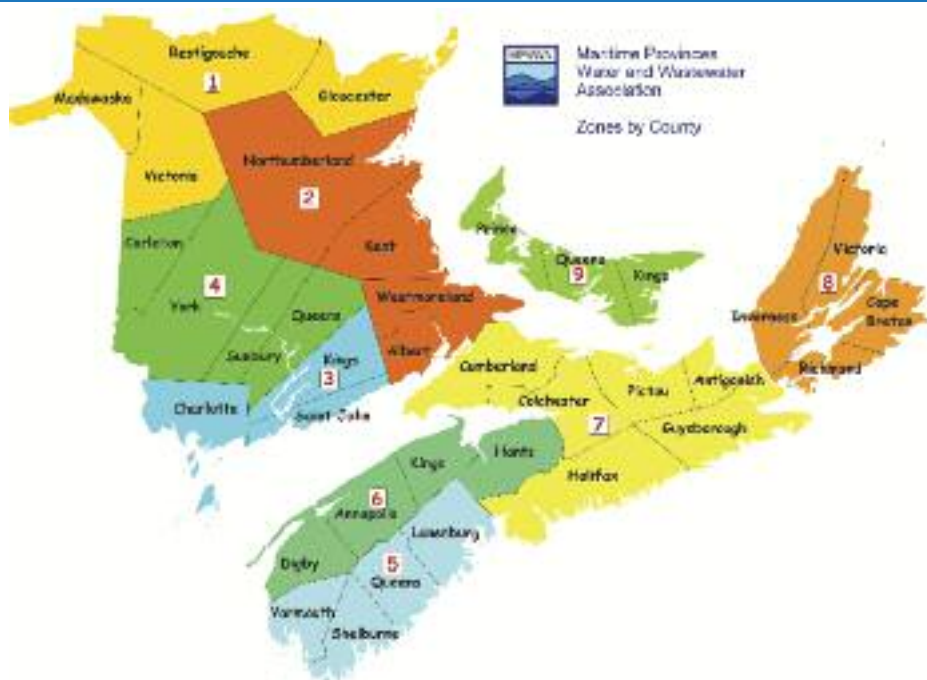 MPWWA
Maritime Provinces
Water and Wastewater
Association
Zones by County
Restigouche
1
Madawaska
Gloucester
Victoria
Northumberland
2
Kent
Carleton
4
York
Queens
Sunbury
Westmoreland
Albert
Kings
3
Charlotte
Saint John
Prince
Queens
9
Kings
Victoria
8
Cape
Breton
Inverness
Richmond
Cumberland
Colchester
Pictou
Antigonish
7
Guysborough
Halifax
Hants
Kings
6
Annapolis
Digby
Lunenburg
5
Queens
Yarmouth
Shelburne